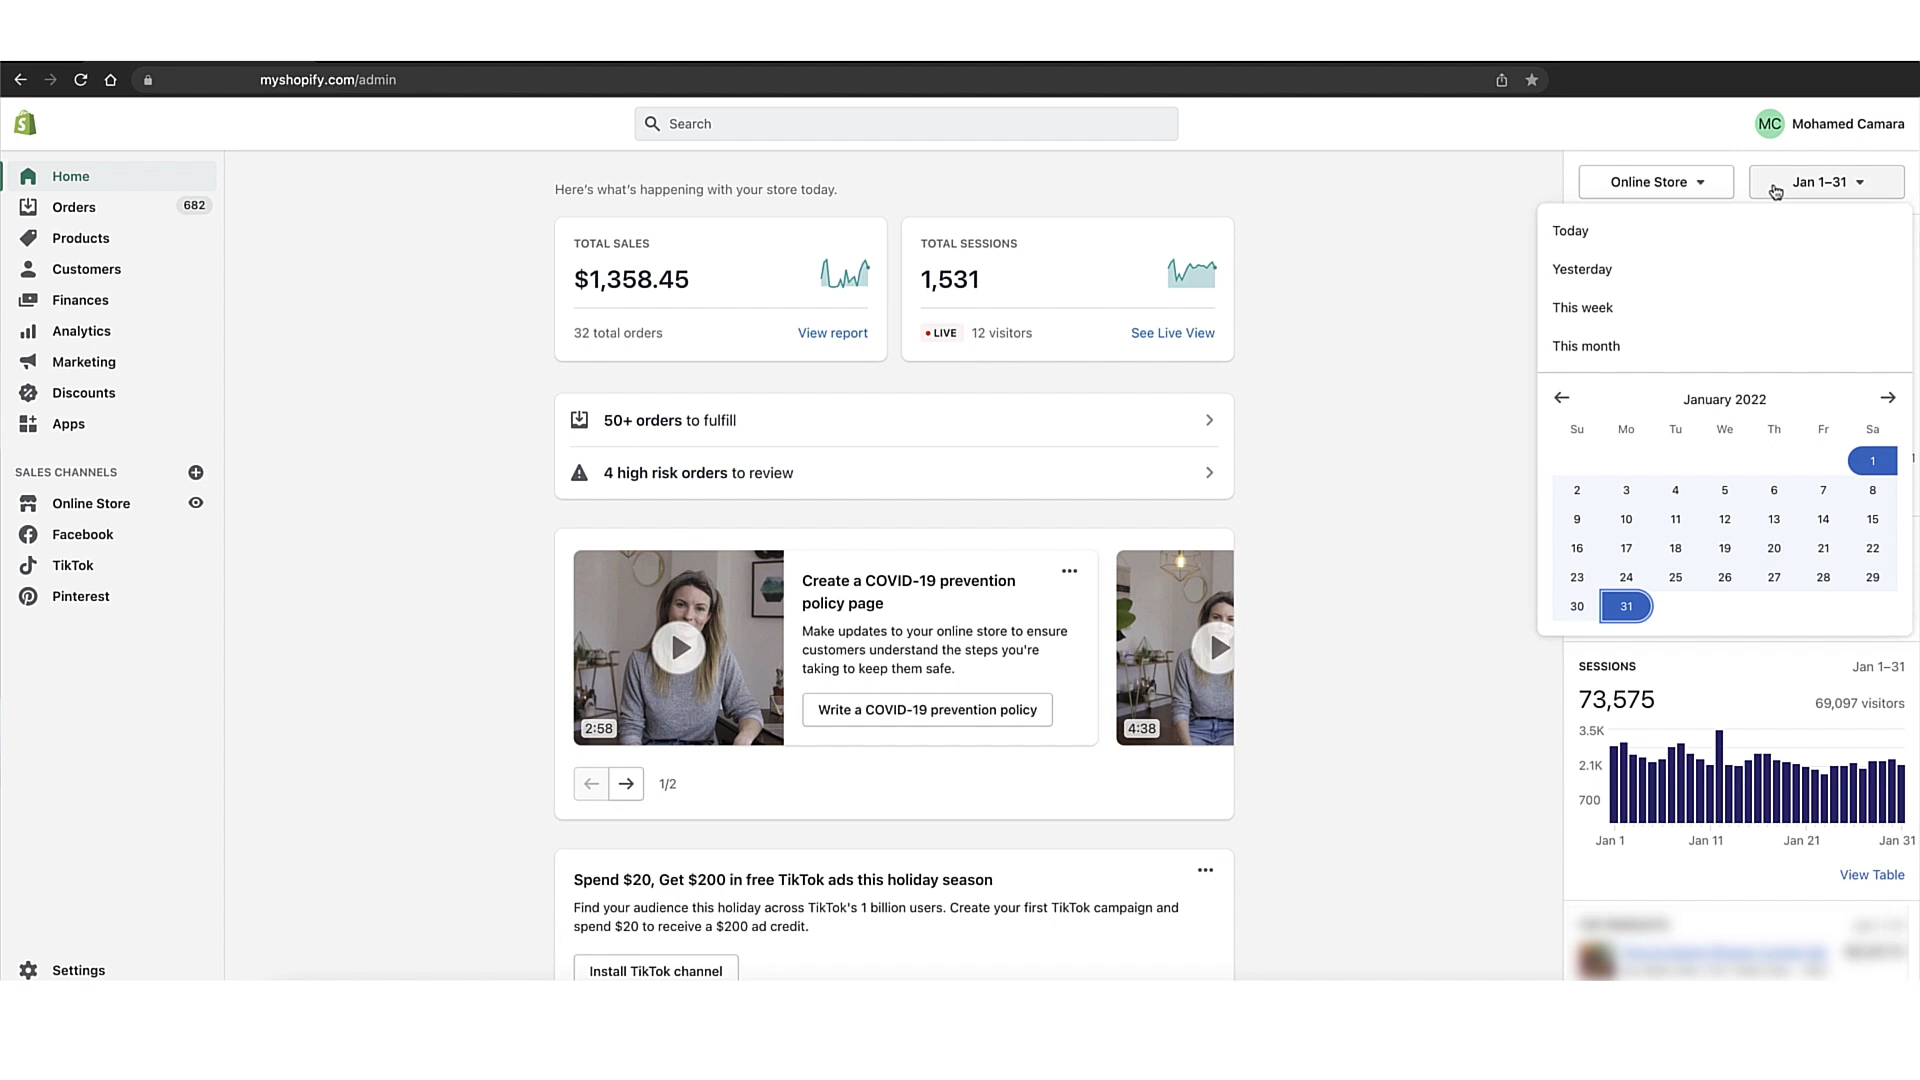 myshopify.com/admin
Search
MC Mohamed Camara
Home
Orders 682
Products
Customers
Finances
Analytics
Marketing
Discounts
Apps
SALES CHANNELS
Online Store
Facebook
TikTok
Pinterest
Settings
Here's what's happening with your store today.
TOTAL SALES
$1,358.45
32 total orders View report
TOTAL SESSIONS
1,531
• LIVE 12 visitors See Live View
50+ orders to fulfill
4 high risk orders to review
2:58
Create a COVID-19 prevention
policy page
Make updates to your online store to ensure
customers understand the steps you're
taking to keep them safe.
Write a COVID-19 prevention policy
4:38
1/2
Spend $20, Get $200 in free TikTok ads this holiday season
Find your audience this holiday across TikTok's 1 billion users. Create your first TikTok campaign and
spend $20 to receive a $200 ad credit.
Install TikTok channel
Online Store Jan 1–31
Today
Yesterday
This week
This month
January 2022
Su Mo Tu We Th Fr Sa
1
2 3 4 5 6 7 8
9 10 11 12 13 14 15
16 17 18 19 20 21 22
23 24 25 26 27 28 29
30 31
SESSIONS Jan 1–31
73,575 69,097 visitors
3.5K
2.1K
700
Jan 1 Jan 11 Jan 21 Jan 31
View Table